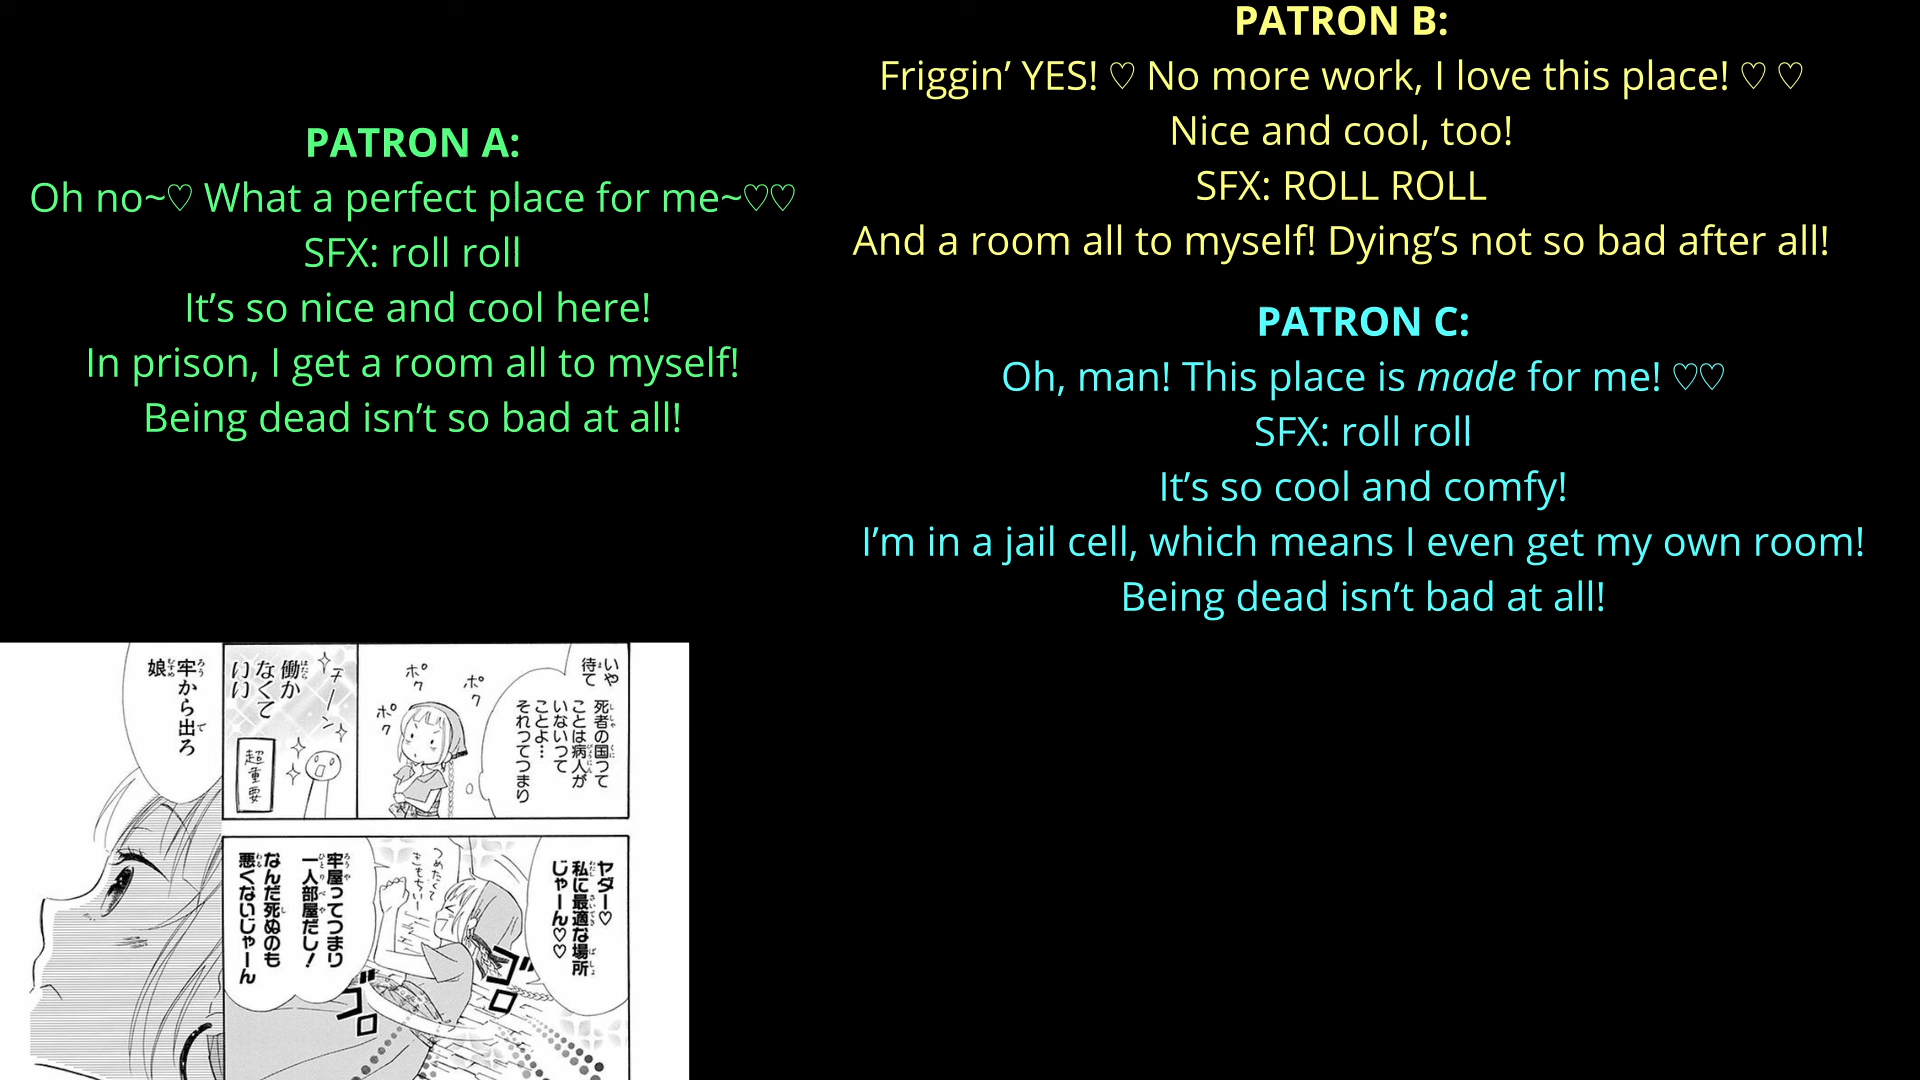 PATRON A:
Oh no~♡ What a perfect place for me~♡♡
SFX: roll roll
It’s so nice and cool here!
In prison, I get a room all to myself!
Being dead isn’t so bad at all!
PATRON B:
Friggin’ YES! ♡ No more work, I love this place! ♡ ♡
Nice and cool, too!
SFX: ROLL ROLL
And a room all to myself! Dying’s not so bad after all!
PATRON C:
Oh, man! This place is made for me! ♡♡
SFX: roll roll
It’s so cool and comfy!
I’m in a jail cell, which means I even get my own room!
Being dead isn’t bad at all!
いや
待て
死者の国って
ことは病人が
いないって
ことよ…
それってつまり
ポク
ポク
ポク
チーン
働か
なくて
いい
超重要
ヤダー♡
私に最適な場所
じゃーん♡♡
つめたくて
きもちいー
ゴロ
ゴロ
牢屋ってつまり
一人部屋だし!
なんだ死ぬのも
悪くないじゃーん
牢から出ろ
娘